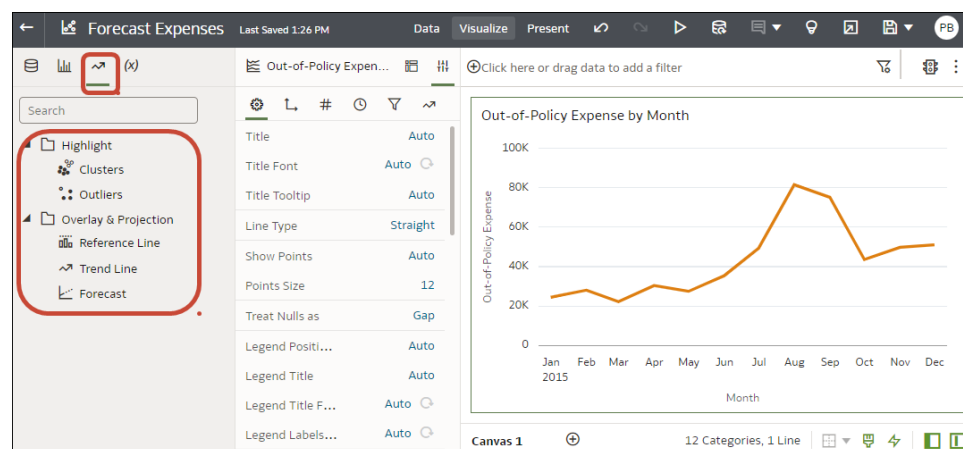 Forecast Expenses
Last Saved 1:26 PM
Data
Visualize
Present
PB
(x)
Search
Highlight
Clusters
Outliers
Overlay & Projection
Reference Line
Trend Line
Forecast
Out-of-Policy Expen...
#
Title Auto
Title Font Auto
Title Tooltip Auto
Line Type Straight
Show Points Auto
Points Size 12
Treat Nulls as Gap
Legend Positi... Auto
Legend Title Auto
Legend Title F... Auto
Legend Labels... Auto
Click here or drag data to add a filter
Out-of-Policy Expense by Month
Out-of-Policy Expense
100K
80K
60K
40K
20K
0
Jan Feb Mar Apr May Jun Jul Aug Sep Oct Nov Dec
2015
Month
Canvas 1
12 Categories, 1 Line